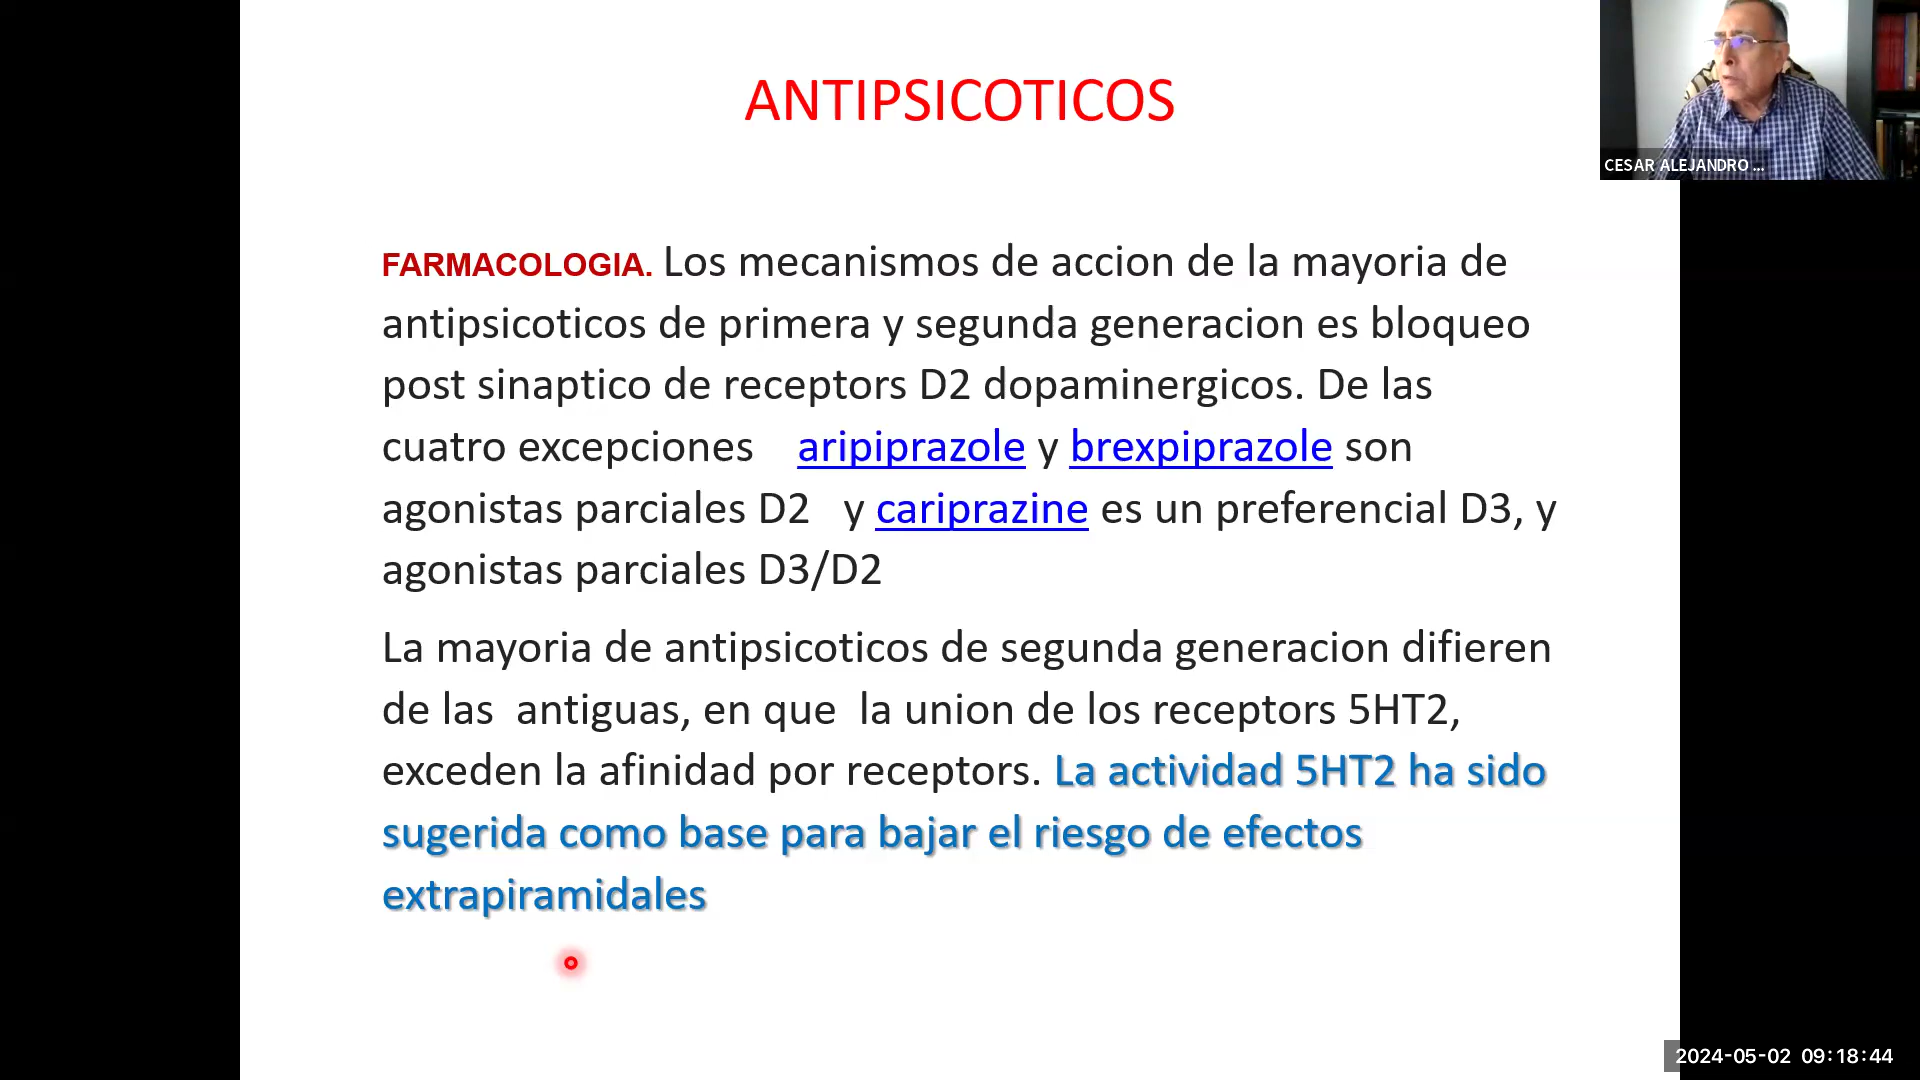 ANTIPSICOTICOS
CESAR ALEJANDRO ...
FARMACOLOGIA. Los mecanismos de accion de la mayoria de
antipsicoticos de primera y segunda generacion es bloqueo
post sinaptico de receptors D2 dopaminergicos. De las
cuatro excepciones aripiprazole y brexpiprazole son
agonistas parciales D2 y cariprazine es un preferencial D3, y
agonistas parciales D3/D2
La mayoria de antipsicoticos de segunda generacion difieren
de las antiguas, en que la union de los receptors 5HT2,
exceden la afinidad por receptors. La actividad 5HT2 ha sido
sugerida como base para bajar el riesgo de efectos
extrapiramidales
2024-05-02 09:18:44